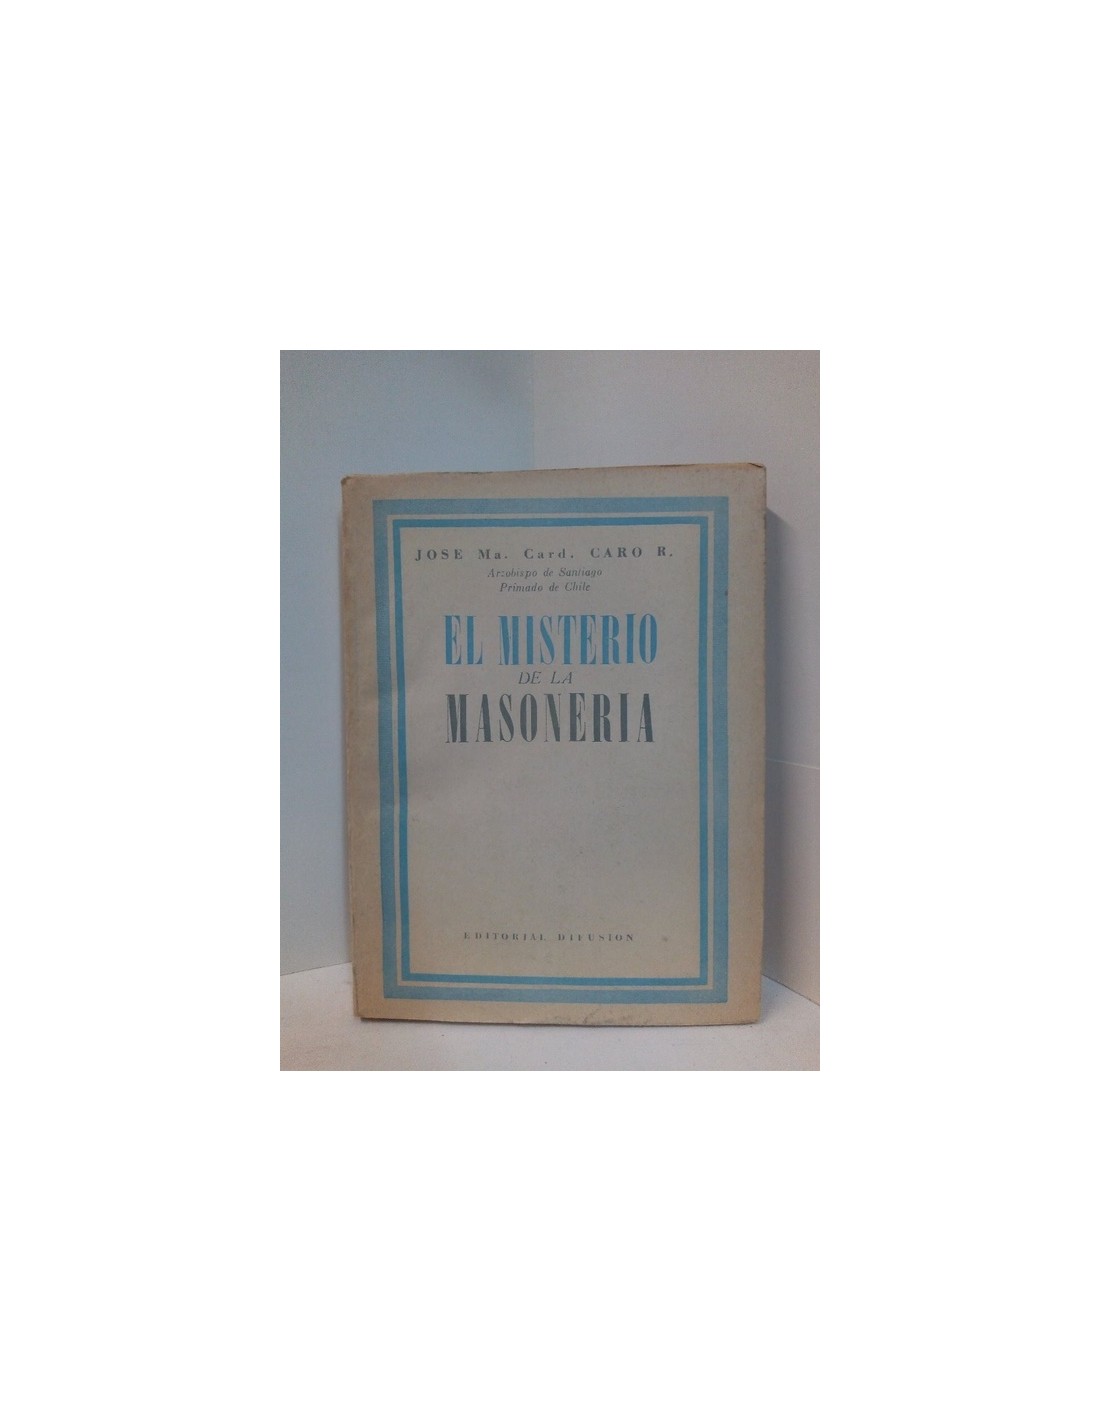 JOSE Ma. Card. CARO R.
Arzobispo de Santiago
Primado de Chile
EL MISTERIO
DE LA
MASONERIA
EDITORIAL DIFUSION